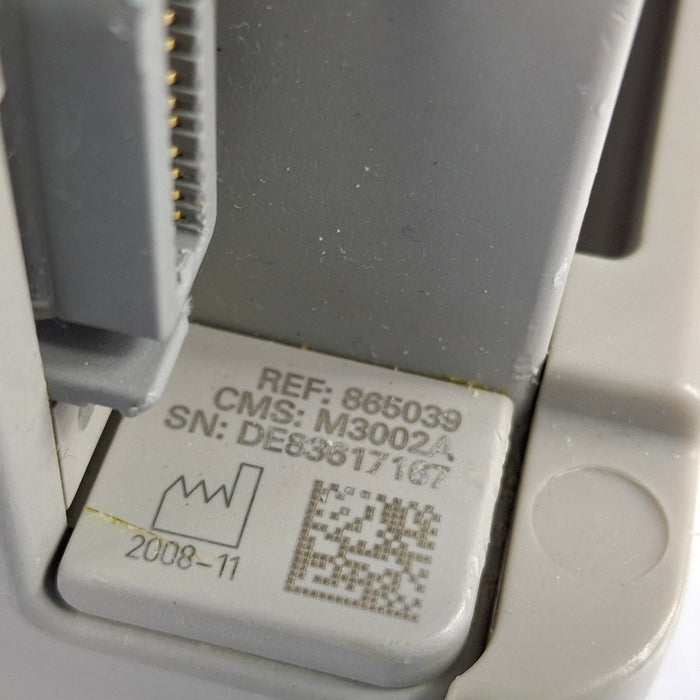 REF: 865039
CMS: M3002A
SN: DE83617167
2008-11